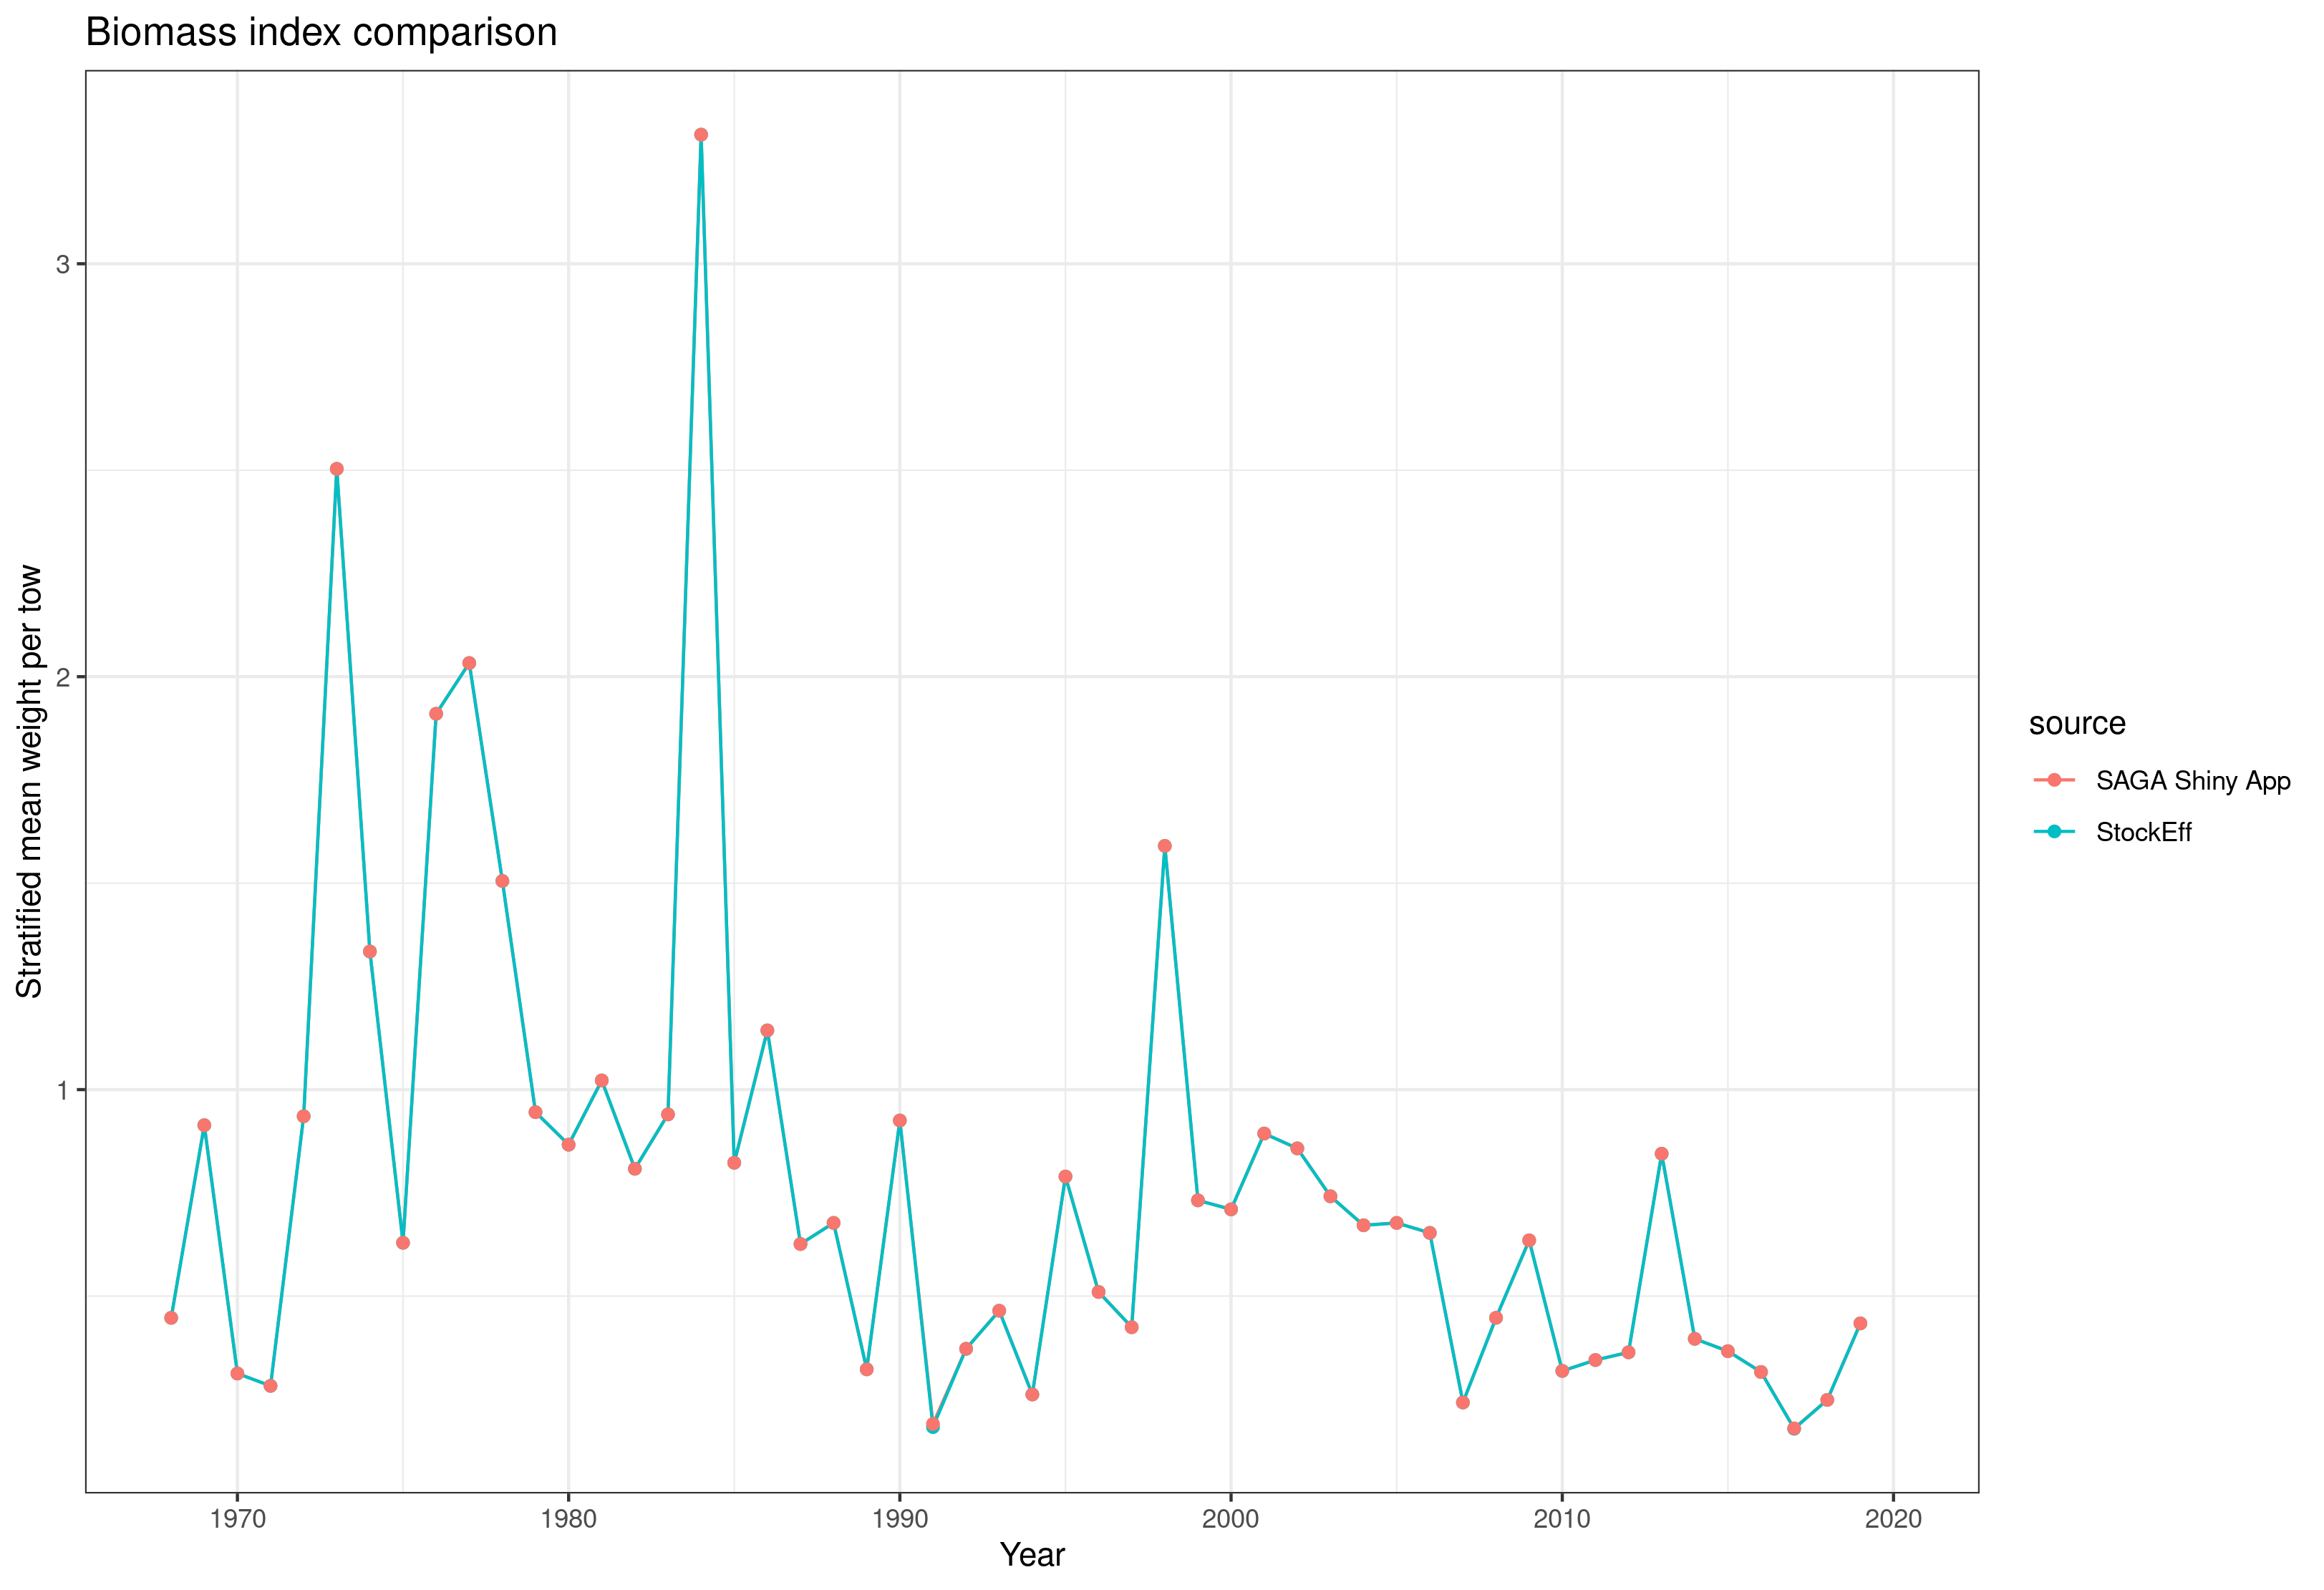 Biomass index comparison
Stratified mean weight per tow
3
2
1
1970 1980 1990 2000 2010 2020
Year
source
SAGA Shiny App
StockEff